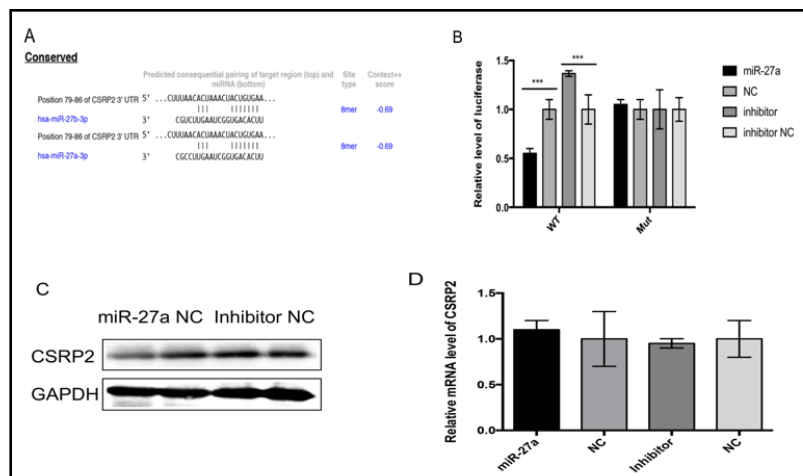 A
Conserved
Predicted consequential pairing of target region (top) and miRNA (bottom)
Site type
Context++ score
Position 79-86 of CSRP2 3' UTR 5' ...CUUUAACACUAAACUACUGUGAA...
hsa-miR-27b-3p 3' CGUCUUGAAUCGGUGACACUU
8mer -0.69
Position 79-86 of CSRP2 3' UTR 5' ...CUUUAACACUAAACUACUGUGAA...
hsa-miR-27a-3p 3' CGCCUUGAAUCGGUGACACUU
8mer -0.69
B
Relative level of luciferase
1.5
1.0
0.5
0.0
***
***
WT
Mut
miR-27a
NC
inhibitor
inhibitor NC
C
miR-27a NC Inhibitor NC
CSRP2
GAPDH
D
Relative mRNA level of CSRP2
1.5
1.0
0.5
0.0
miR-27a
NC
Inhibitor
NC